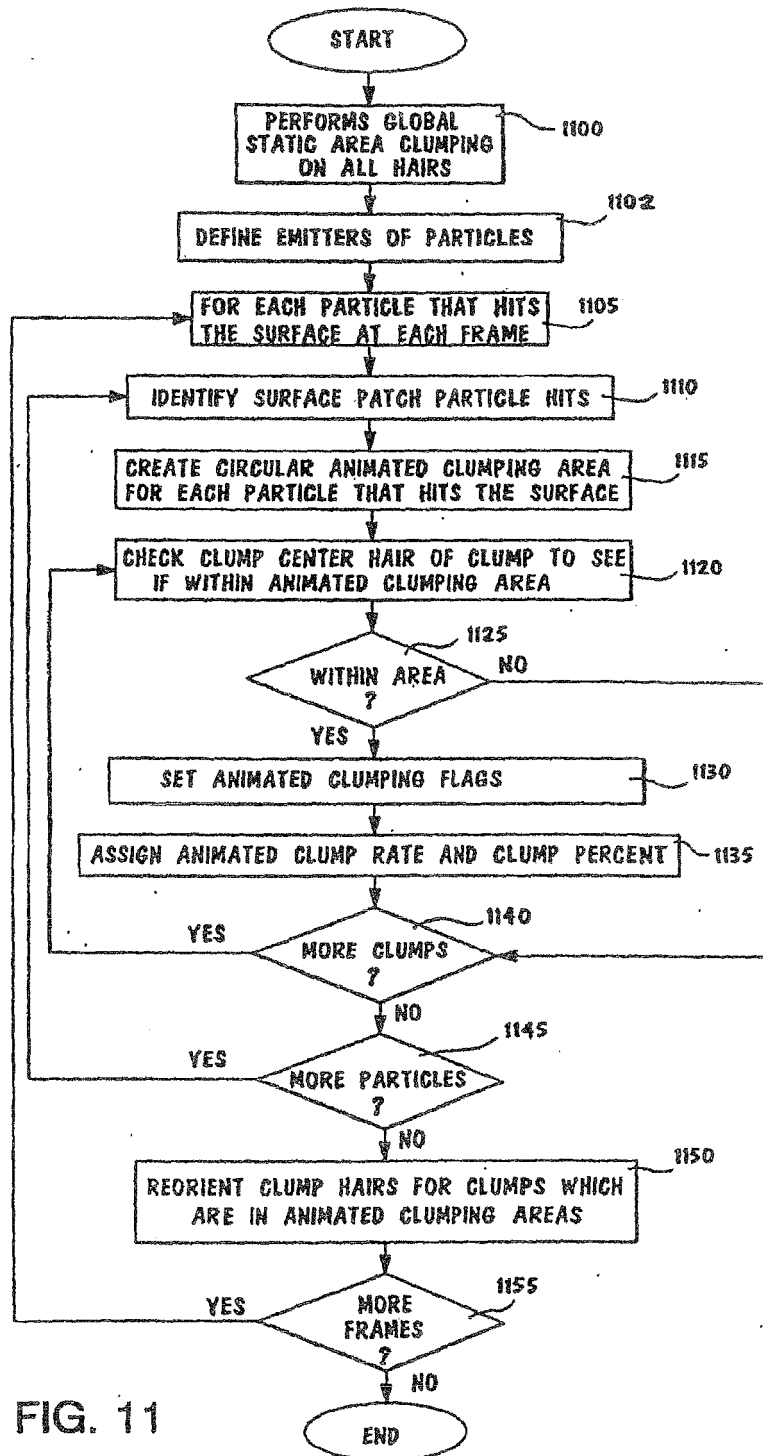 START
PERFORMS GLOBAL
STATIC AREA CLUMPING
ON ALL HAIRS
1100
1102
DEFINE EMITTERS OF PARTICLES
FOR EACH PARTICLE THAT HITS
THE SURFACE AT EACH FRAME
1105
IDENTIFY SURFACE PATCH PARTICLE HITS
1110
CREATE CIRCULAR ANIMATED CLUMPING AREA
FOR EACH PARTICLE THAT HITS THE SURFACE
1115
CHECK CLUMP CENTER HAIR OF CLUMP TO SEE
IF WITHIN ANIMATED CLUMPING AREA
1120
1125
WITHIN AREA
?
NO
YES
SET ANIMATED CLUMPING FLAGS
1130
ASSIGN ANIMATED CLUMP RATE AND CLUMP PERCENT
1135
1140
YES
MORE CLUMPS
?
NO
1145
YES
MORE PARTICLES
?
NO
1150
REORIENT CLUMP HAIRS FOR CLUMPS WHICH
ARE IN ANIMATED CLUMPING AREAS
1155
YES
MORE
FRAMES
?
NO
END
FIG. 11